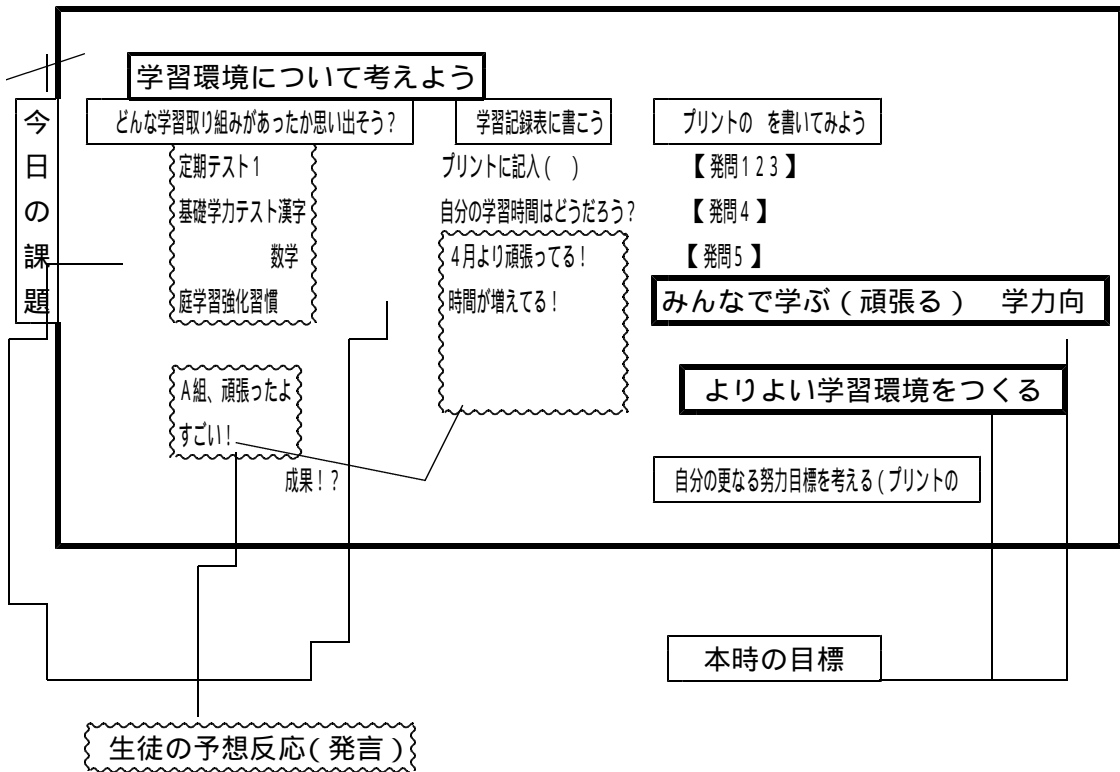 学習環境について考えよう
今日の課題
どんな学習取り組みがあったか思い出そう?
定期テスト1
基礎学力テスト漢字
数学
庭学習強化習慣
A組、頑張ったよ
すごい!
成果!?
学習記録表に書こう
プリントに記入( )
自分の学習時間はどうだろう?
4月より頑張ってる!
時間が増えてる!
プリントの を書いてみよう
【発問123】
【発問4】
【発問5】
みんなで学ぶ(頑張る) 学力向
よりよい学習環境をつくる
自分の更なる努力目標を考える(プリントの
本時の目標
生徒の予想反応(発言)